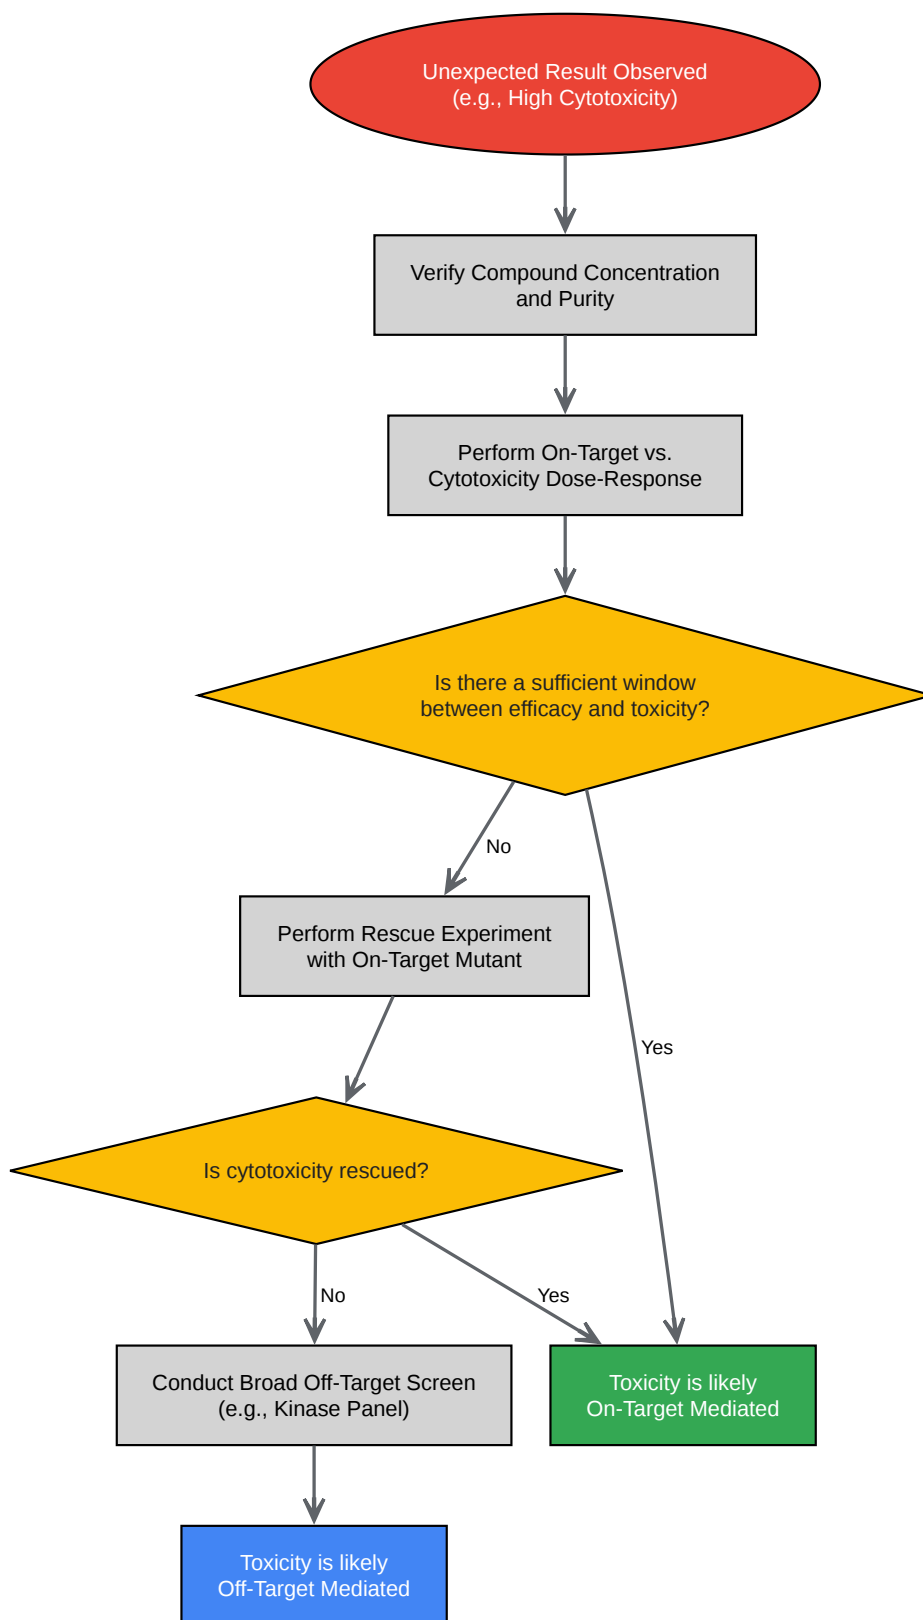 Unexpected Result Observed
(e.g., High Cytotoxicity)
Verify Compound Concentration
and Purity
Perform On-Target vs.
Cytotoxicity Dose-Response
Is there a sufficient window
between efficacy and toxicity?
No
Perform Rescue Experiment
with On-Target Mutant
Yes
Is cytotoxicity rescued?
No
Yes
Conduct Broad Off-Target Screen
(e.g., Kinase Panel)
Toxicity is likely
On-Target Mediated
Toxicity is likely
Off-Target Mediated